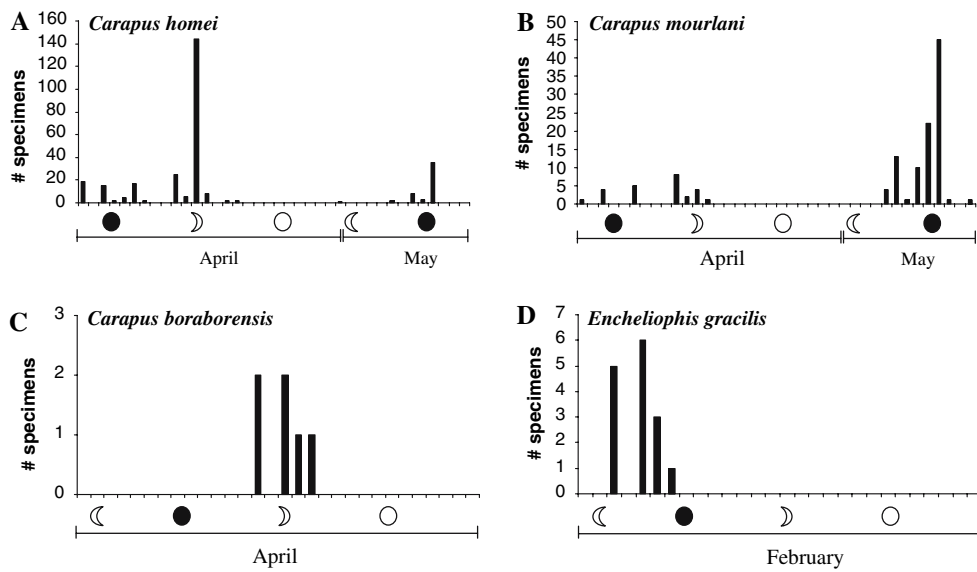 A Carapus homei
# specimens
160
140
120
100
80
60
40
20
0
April May
B Carapus mourlani
# specimens
50
45
40
35
30
25
20
15
10
5
0
April May
C Carapus boraborensis
# specimens
3
2
1
0
April
D Encheliophis gracilis
# specimens
7
6
5
4
3
2
1
0
February